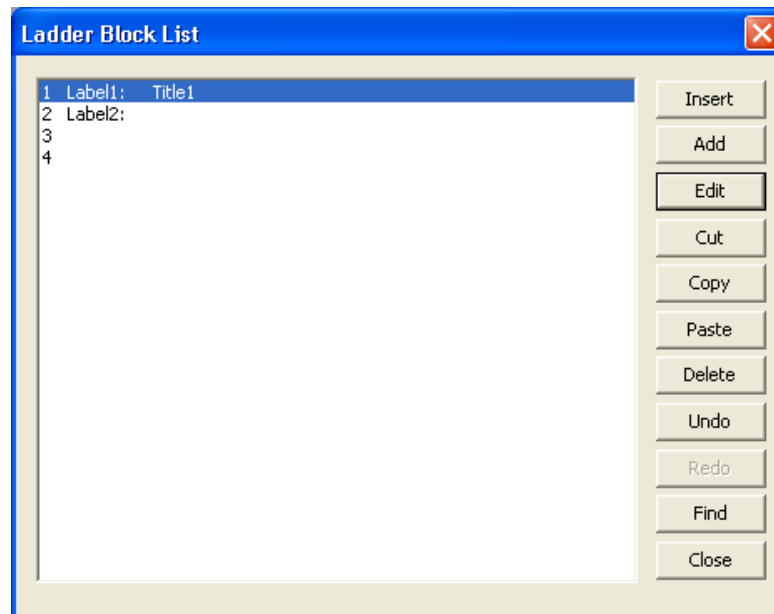 Ladder Block List
1 Label1: Title1
2 Label2:
3
4
Insert
Add
Edit
Cut
Copy
Paste
Delete
Undo
Redo
Find
Close